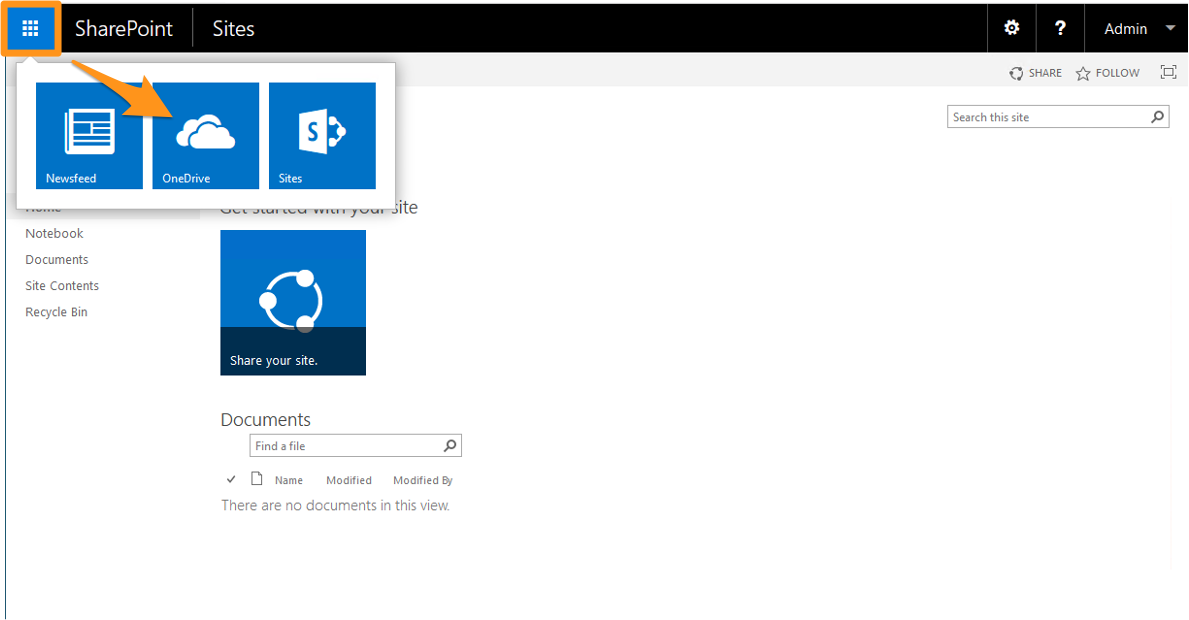 SharePoint Sites ? Admin
SHARE FOLLOW
Search this site
S
Newsfeed OneDrive Sites
Home
Get started with your site
Notebook
Documents
Site Contents
Recycle Bin
Share your site.
Documents
Find a file
Name Modified Modified By
There are no documents in this view.